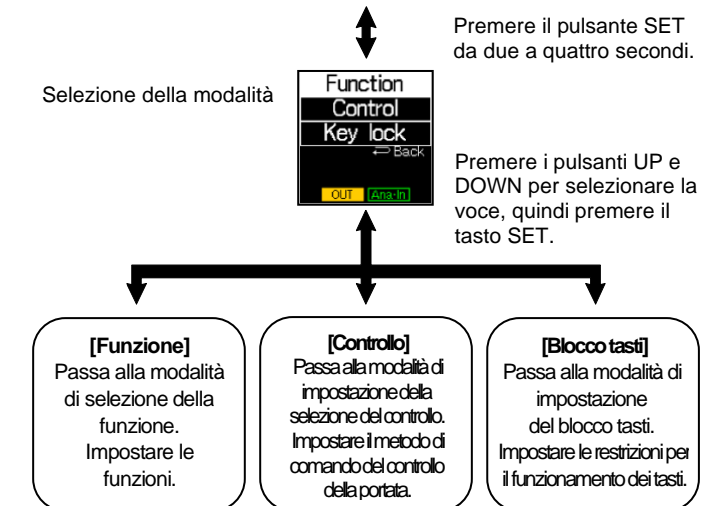 Premere il pulsante SET
da due a quattro secondi.
Selezione della modalità
Function
Control
Key lock
Back
OUT Ana-In
Premere i pulsanti UP e
DOWN per selezionare la
voce, quindi premere il
tasto SET.
[Funzione]
Passa alla modalità
di selezione della
funzione.
Impostare le
funzioni.
[Controllo]
Passa alla modalità di
impostazione della
selezione del controllo.
Impostare il metodo di
comando del controllo
della portata.
[Blocco tasti]
Passa alla modalità di
impostazione
del blocco tasti.
Impostare le restrizioni per
il funzionamento dei tasti.